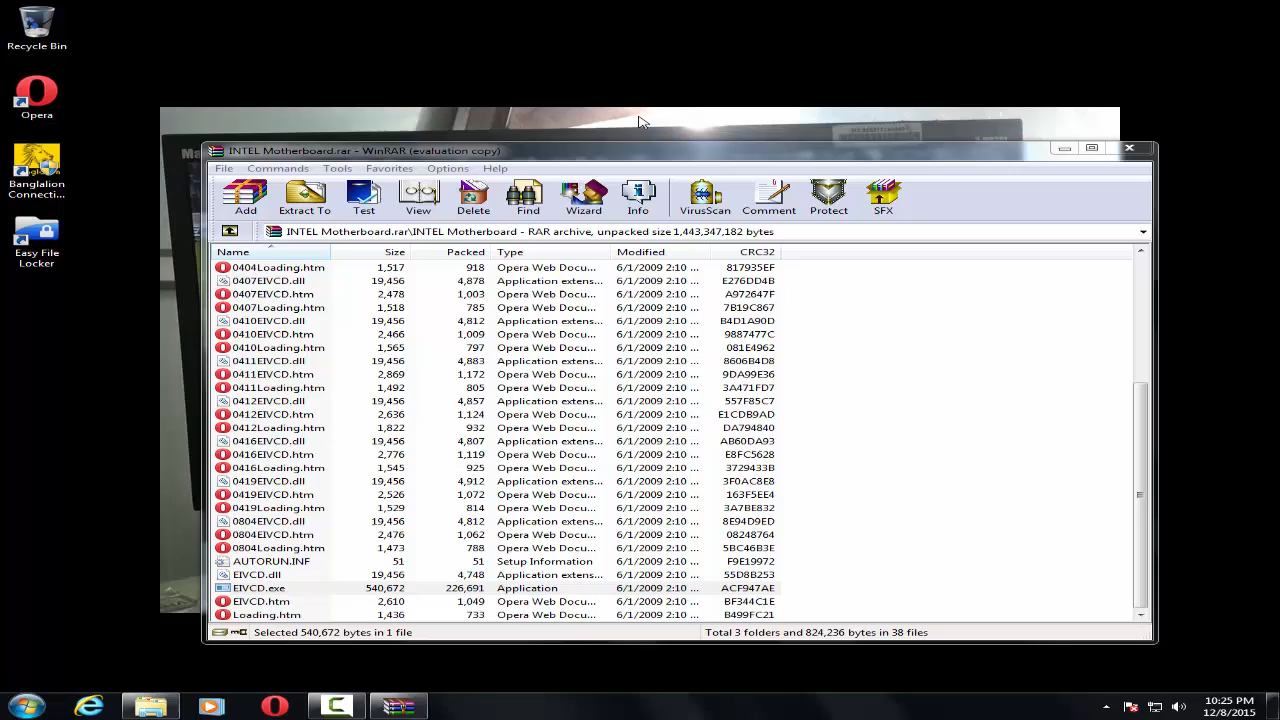 Recycle Bin
Opera
Banglalion
Connecti...
Easy File
Locker
INTEL Motherboard.rar - WinRAR (evaluation copy)
File Commands Tools Favorites Options Help
Add Extract To Test View Delete Find Wizard Info VirusScan Comment Protect SFX
INTEL Motherboard.rar\INTEL Motherboard - RAR archive, unpacked size 1,443,347,182 bytes
Name Size Packed Type Modified CRC32
0404Loading.htm 1,517 918 Opera Web Docu... 6/1/2009 2:10 ... 817935EF
0407EIVCD.dll 19,456 4,878 Application extens... 6/1/2009 2:10 ... E276DD4B
0407EIVCD.htm 2,478 1,003 Opera Web Docu... 6/1/2009 2:10 ... A972647F
0407Loading.htm 1,518 785 Opera Web Docu... 6/1/2009 2:10 ... 7B19C867
0410EIVCD.dll 19,456 4,812 Application extens... 6/1/2009 2:10 ... B4D1A90D
0410EIVCD.htm 2,466 1,009 Opera Web Docu... 6/1/2009 2:10 ... 9887477C
0410Loading.htm 1,565 797 Opera Web Docu... 6/1/2009 2:10 ... 081E4962
0411EIVCD.dll 19,456 4,883 Application extens... 6/1/2009 2:10 ... 8606B4D8
0411EIVCD.htm 2,869 1,172 Opera Web Docu... 6/1/2009 2:10 ... 9DA99E36
0411Loading.htm 1,492 805 Opera Web Docu... 6/1/2009 2:10 ... 3A471FD7
0412EIVCD.dll 19,456 4,857 Application extens... 6/1/2009 2:10 ... 557F85C7
0412EIVCD.htm 2,636 1,124 Opera Web Docu... 6/1/2009 2:10 ... E1CDB9AD
0412Loading.htm 1,822 932 Opera Web Docu... 6/1/2009 2:10 ... DA794840
0416EIVCD.dll 19,456 4,807 Application extens... 6/1/2009 2:10 ... AB60DA93
0416EIVCD.htm 2,776 1,119 Opera Web Docu... 6/1/2009 2:10 ... E8FC5628
0416Loading.htm 1,545 925 Opera Web Docu... 6/1/2009 2:10 ... 3729433B
0419EIVCD.dll 19,456 4,912 Application extens... 6/1/2009 2:10 ... 3F0AC8E8
0419EIVCD.htm 2,526 1,072 Opera Web Docu... 6/1/2009 2:10 ... 163F5EE4
0419Loading.htm 1,529 814 Opera Web Docu... 6/1/2009 2:10 ... 3A7BE832
0804EIVCD.dll 19,456 4,812 Application extens... 6/1/2009 2:10 ... 8E94D9ED
0804EIVCD.htm 2,476 1,062 Opera Web Docu... 6/1/2009 2:10 ... 08248764
0804Loading.htm 1,473 788 Opera Web Docu... 6/1/2009 2:10 ... 5BC46B3E
AUTORUN.INF 51 51 Setup Information 6/1/2009 2:10 ... F9E19972
EIVCD.dll 19,456 4,748 Application extens... 6/1/2009 2:10 ... 55D8B253
EIVCD.exe 540,672 226,691 Application 6/1/2009 2:10 ... ACF947AE
EIVCD.htm 2,610 1,049 Opera Web Docu... 6/1/2009 2:10 ... BF344C1E
Loading.htm 1,436 733 Opera Web Docu... 6/1/2009 2:10 ... B499FC21
Selected 540,672 bytes in 1 file Total 3 folders and 824,236 bytes in 38 files
10:25 PM
12/8/2015